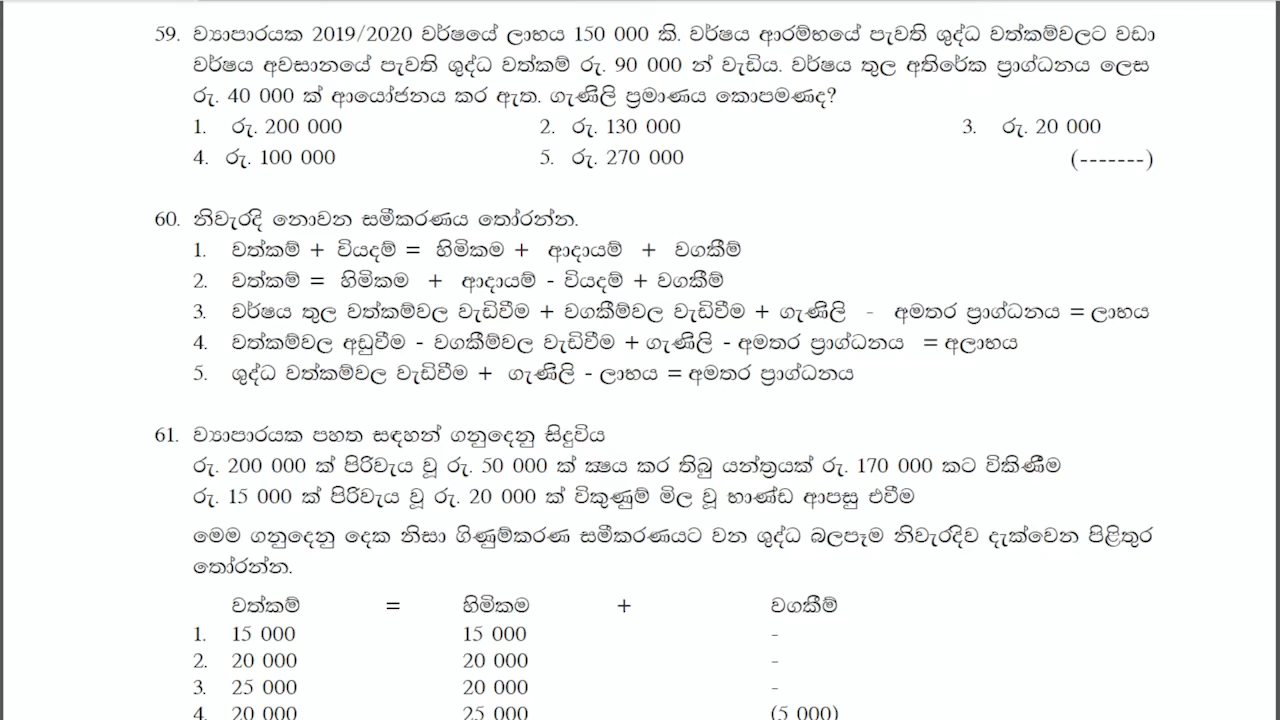 59. ව්‍යාපාරයක 2019/2020 වර්ෂයේ ලාභය 150 000 කි. වර්ෂය ආරම්භයේ පැවති ශුද්ධ වත්කම්වලට වඩා
වර්ෂය අවසානයේ පැවති ශුද්ධ වත්කම් රු. 90 000 න් වැඩිය. වර්ෂය තුල අතිරේක ප්‍රාග්ධනය ලෙස
රු. 40 000 ක් ආයෝජනය කර ඇත. ගැණිලි ප්‍රමාණය කොපමණද?
1. රු. 200 000 2. රු. 130 000 3. රු. 20 000
4. රු. 100 000 5. රු. 270 000 (-------)
60. නිවැරදි නොවන සමීකරණය තෝරන්න.
1. වත්කම් + වියදම් = හිමිකම + ආදායම් + වගකීම්
2. වත්කම් = හිමිකම + ආදායම් - වියදම් + වගකීම්
3. වර්ෂය තුල වත්කම්වල වැඩිවීම + වගකීම්වල වැඩිවීම + ගැණිලි - අමතර ප්‍රාග්ධනය = ලාභය
4. වත්කම්වල අඩුවීම - වගකීම්වල වැඩිවීම + ගැණිලි - අමතර ප්‍රාග්ධනය = අලාභය
5. ශුද්ධ වත්කම්වල වැඩිවීම + ගැණිලි - ලාභය = අමතර ප්‍රාග්ධනය
61. ව්‍යාපාරයක පහත සඳහන් ගනුදෙනු සිදුවිය
රු. 200 000 ක් පිරිවැය වූ රු. 50 000 ක් ක්‍ෂය කර තිබු යන්ත්‍රයක් රු. 170 000 කට විකිණීම
රු. 15 000 ක් පිරිවැය වූ රු. 20 000 ක් විකුණුම් මිල වූ භාණ්ඩ ආපසු එවීම
මෙම ගනුදෙනු දෙක නිසා ගිණුම්කරණ සමීකරණයට වන ශුද්ධ බලපෑම නිවැරදිව දැක්වෙන පිළිතුර
තෝරන්න.
වත්කම් = හිමිකම + වගකීම්
1. 15 000 15 000 -
2. 20 000 20 000 -
3. 25 000 20 000 -
4. 20 000 25 000 (5 000)